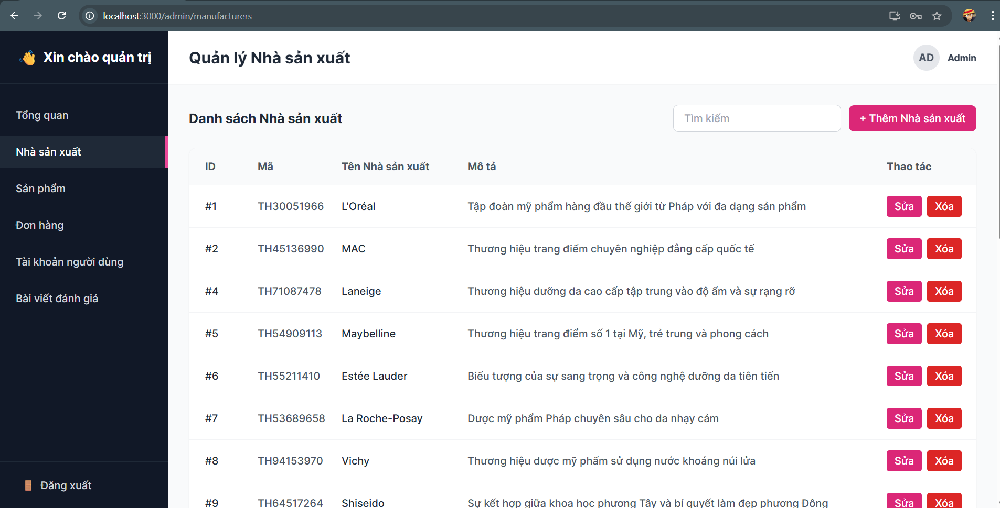 localhost:3000/admin/manufacturers
Xin chào quản trị
Quản lý Nhà sản xuất
AD Admin
Tổng quan
Nhà sản xuất
Sản phẩm
Đơn hàng
Tài khoản người dùng
Bài viết đánh giá
Đăng xuất
Danh sách Nhà sản xuất
Tìm kiếm
+ Thêm Nhà sản xuất
ID Mã Tên Nhà sản xuất Mô tả Thao tác
#1 TH30051966 L'Oréal Tập đoàn mỹ phẩm hàng đầu thế giới từ Pháp với đa dạng sản phẩm Sửa Xóa
#2 TH45136990 MAC Thương hiệu trang điểm chuyên nghiệp đẳng cấp quốc tế Sửa Xóa
#4 TH71087478 Laneige Thương hiệu dưỡng da cao cấp tập trung vào độ ẩm và sự rạng rỡ Sửa Xóa
#5 TH54909113 Maybelline Thương hiệu trang điểm số 1 tại Mỹ, trẻ trung và phong cách Sửa Xóa
#6 TH55211410 Estée Lauder Biểu tượng của sự sang trọng và công nghệ dưỡng da tiên tiến Sửa Xóa
#7 TH53689658 La Roche-Posay Dược mỹ phẩm Pháp chuyên sâu cho da nhạy cảm Sửa Xóa
#8 TH94153970 Vichy Thương hiệu dược mỹ phẩm sử dụng nước khoáng núi lửa Sửa Xóa
#9 TH64517264 Shiseido Sự kết hợp giữa khoa học phương Tây và bí quyết làm đẹp phương Đông Sửa Xóa